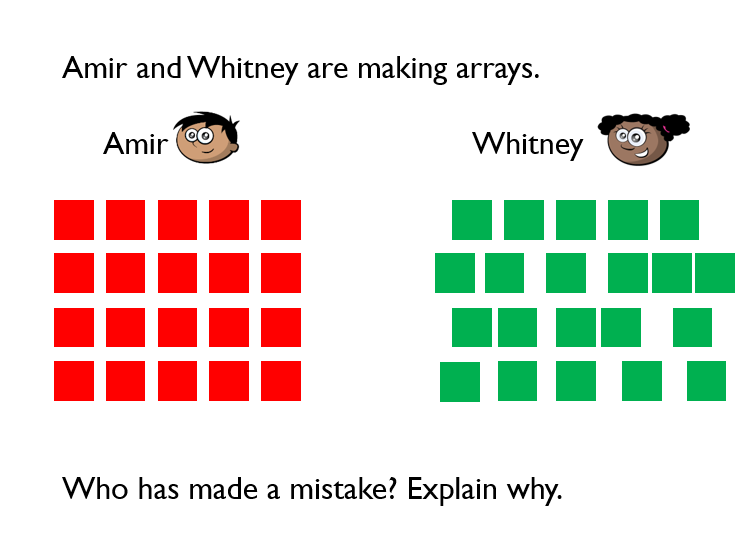 Amir and Whitney are making arrays.
Amir
Whitney
Who has made a mistake? Explain why.